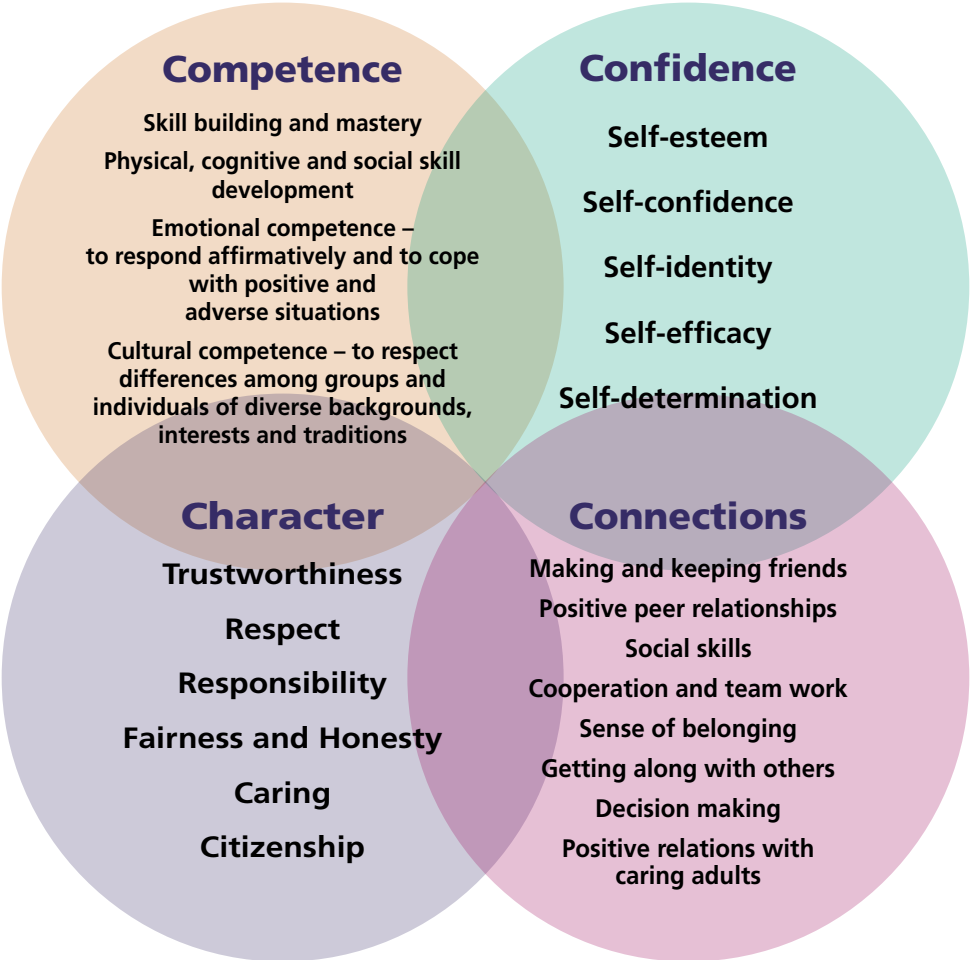 Competence
Skill building and mastery
Physical, cognitive and social skill
development
Emotional competence –
to respond affirmatively and to cope
with positive and
adverse situations
Cultural competence – to respect
differences among groups and
individuals of diverse backgrounds,
interests and traditions
Confidence
Self-esteem
Self-confidence
Self-identity
Self-efficacy
Self-determination
Character
Trustworthiness
Respect
Responsibility
Fairness and Honesty
Caring
Citizenship
Connections
Making and keeping friends
Positive peer relationships
Social skills
Cooperation and team work
Sense of belonging
Getting along with others
Decision making
Positive relations with
caring adults